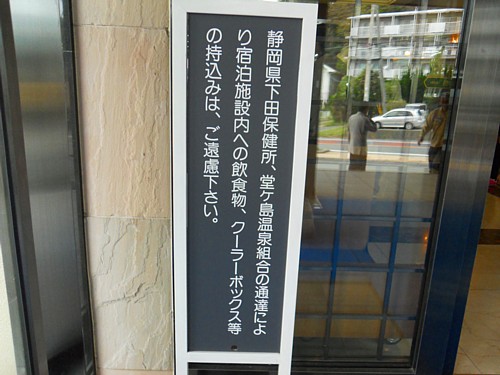 静岡県下田保健所、堂ヶ島温泉組合の通達によ
り宿泊施設内への飲食物、クーラーボックス等
の持込みは、ご遠慮下さい。